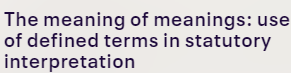 The meaning of meanings: use
of defined terms in statutory
interpretation